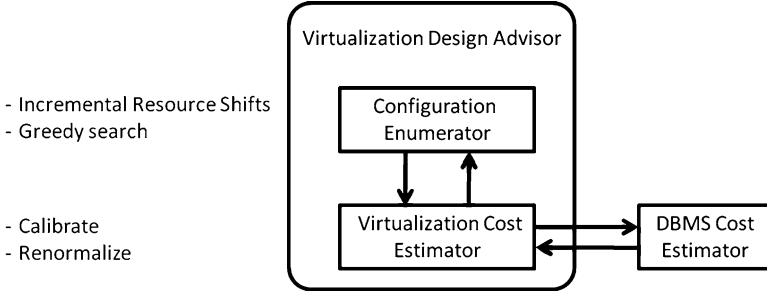 Virtualization Design Advisor
- Incremental Resource Shifts
- Greedy search
Configuration
Enumerator
- Calibrate
- Renormalize
Virtualization Cost
Estimator
DBMS Cost
Estimator